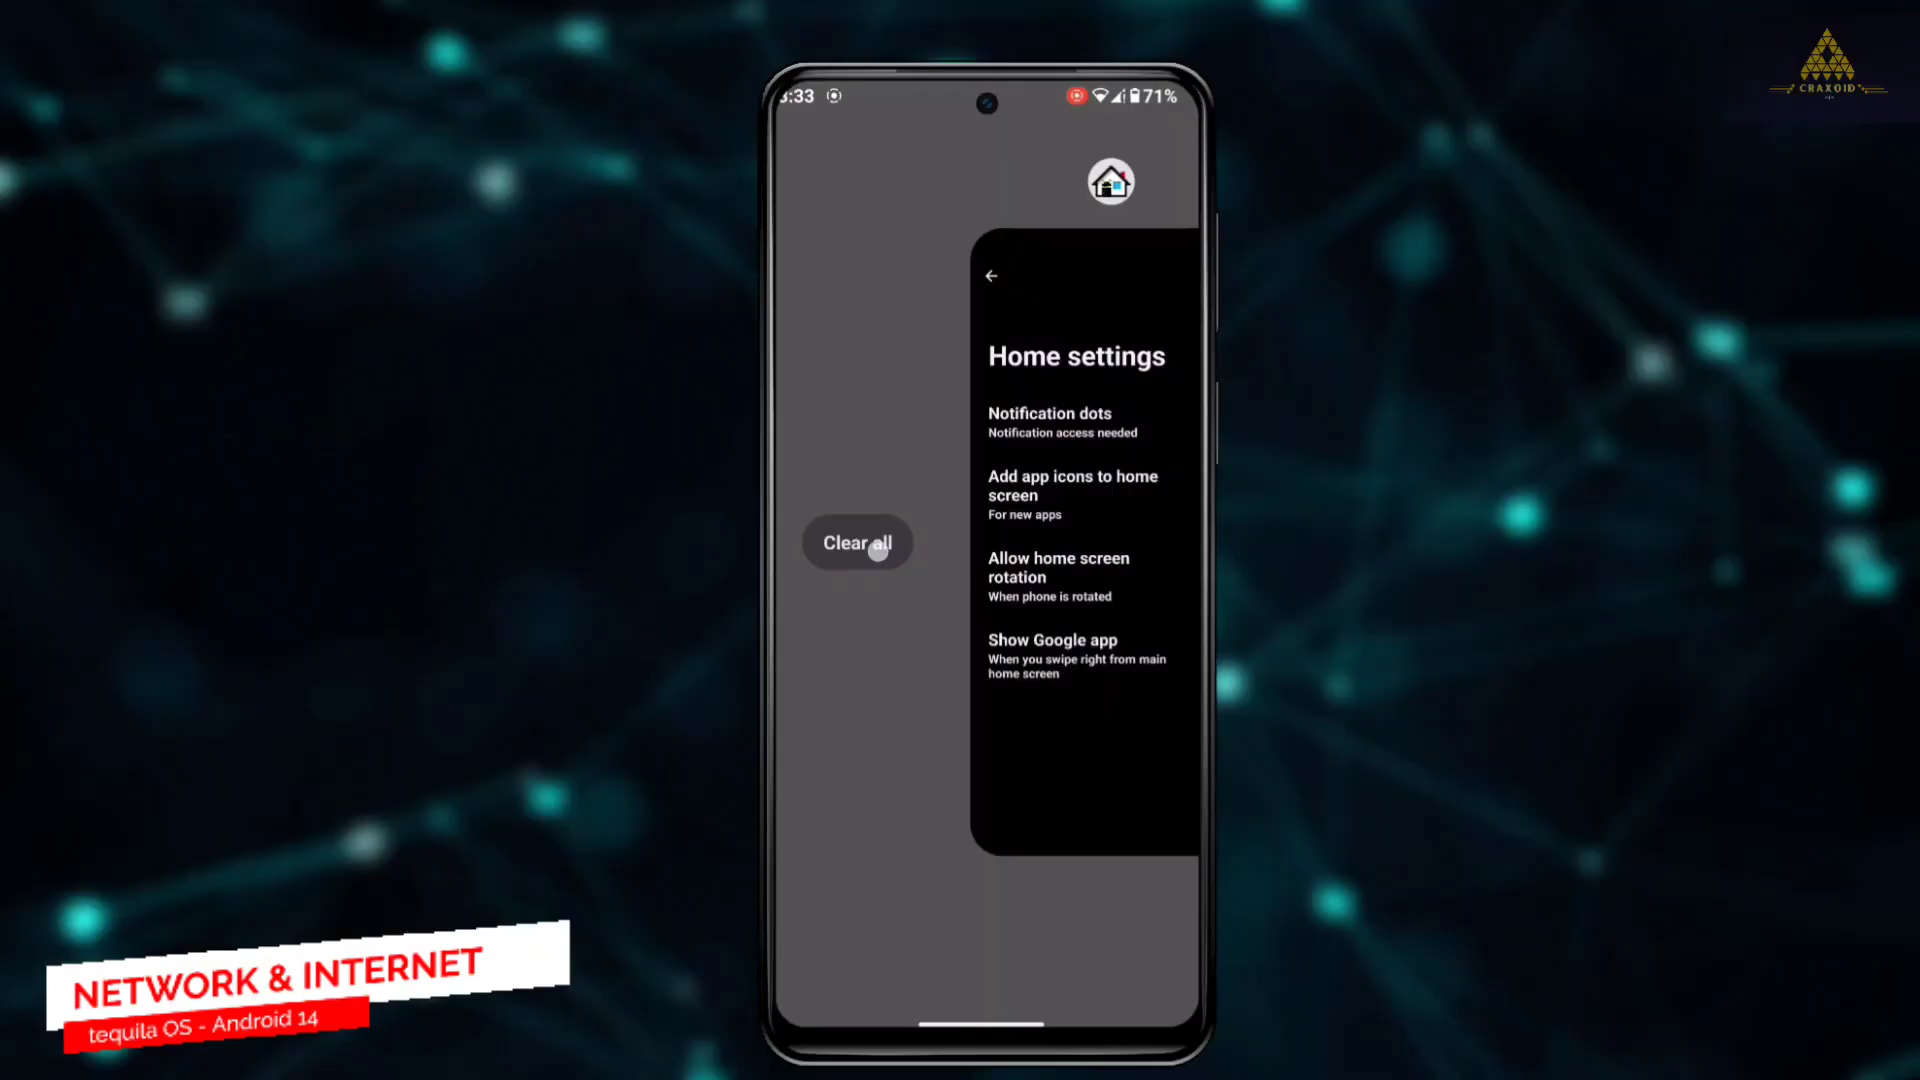 CRAXOID
3:33
71%
Home settings
Notification dots
Notification access needed
Add app icons to home
screen
For new apps
Clear all
Allow home screen
rotation
When phone is rotated
Show Google app
When you swipe right from main
home screen
NETWORK & INTERNET
tequila OS - Android 14